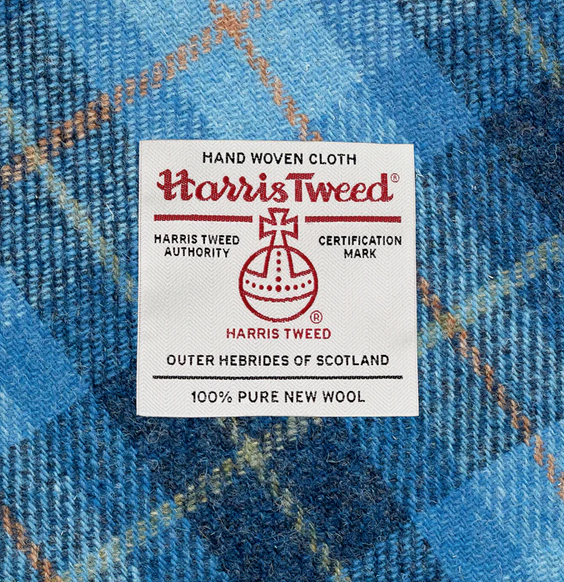 HAND WOVEN CLOTH
Harris Tweed®
HARRIS TWEED AUTHORITY
CERTIFICATION MARK
®
HARRIS TWEED
OUTER HEBRIDES OF SCOTLAND
100% PURE NEW WOOL